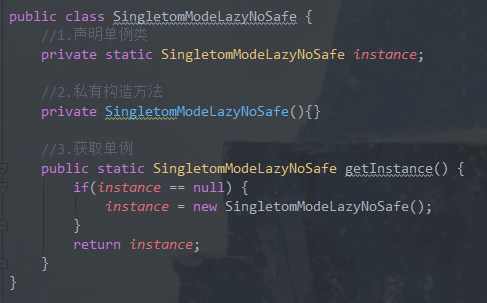 public class SingletomModeLazyNoSafe {
//1.声明单例类
private static SingletomModeLazyNoSafe instance;
//2.私有构造方法
private SingletomModeLazyNoSafe(){}
//3.获取单例
public static SingletomModeLazyNoSafe getInstance() {
if(instance == null) {
instance = new SingletomModeLazyNoSafe();
}
return instance;
}
}